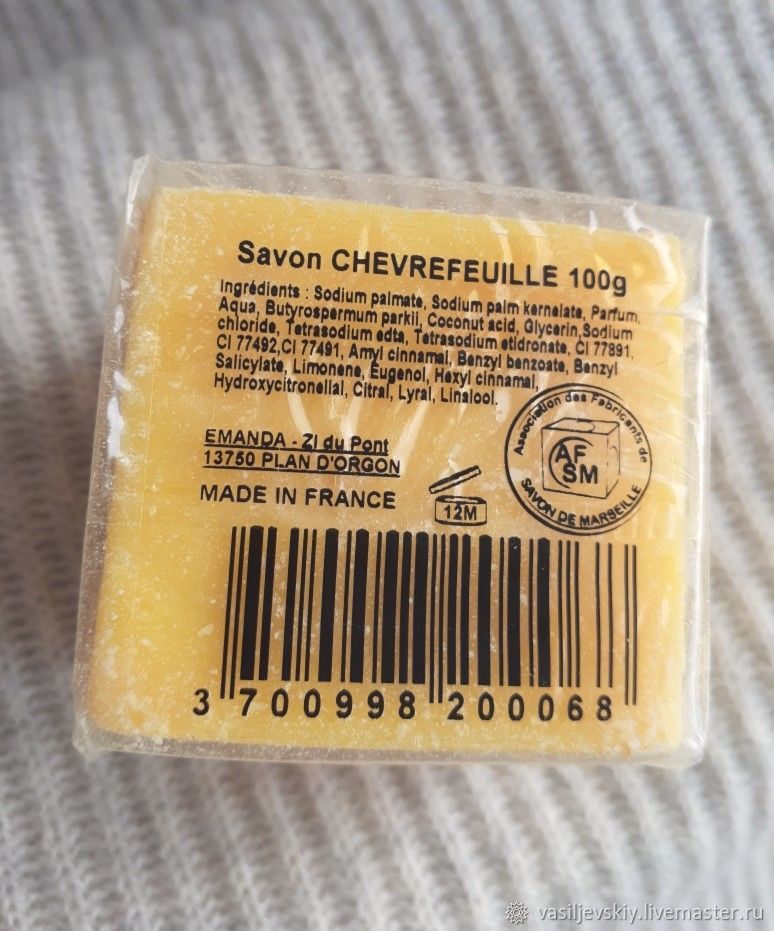 Savon CHEVREFEUILLE 100g
Ingrédients : Sodium palmate, Sodium palm kernelate, Parfum,
Aqua, Butyrospermum parkii, Coconut acid, Glycerin,Sodium
chloride, Tetrasodium edta, Tetrasodium etidronate, CI 77891,
CI 77492,CI 77491, Amyl cinnamal, Benzyl benzoate, Benzyl
Salicylate, Limonene, Eugenol, Hexyl cinnamal,
Hydroxycitronellal, Citral, Lyral, Linalool.
Association des Fabricants de
AF
SM
SAVON DE MARSEILLE
EMANDA - ZI du Pont
13750 PLAN D'ORGON
MADE IN FRANCE
12M
3 700998 200068
vasiljevskiy.livemaster.ru